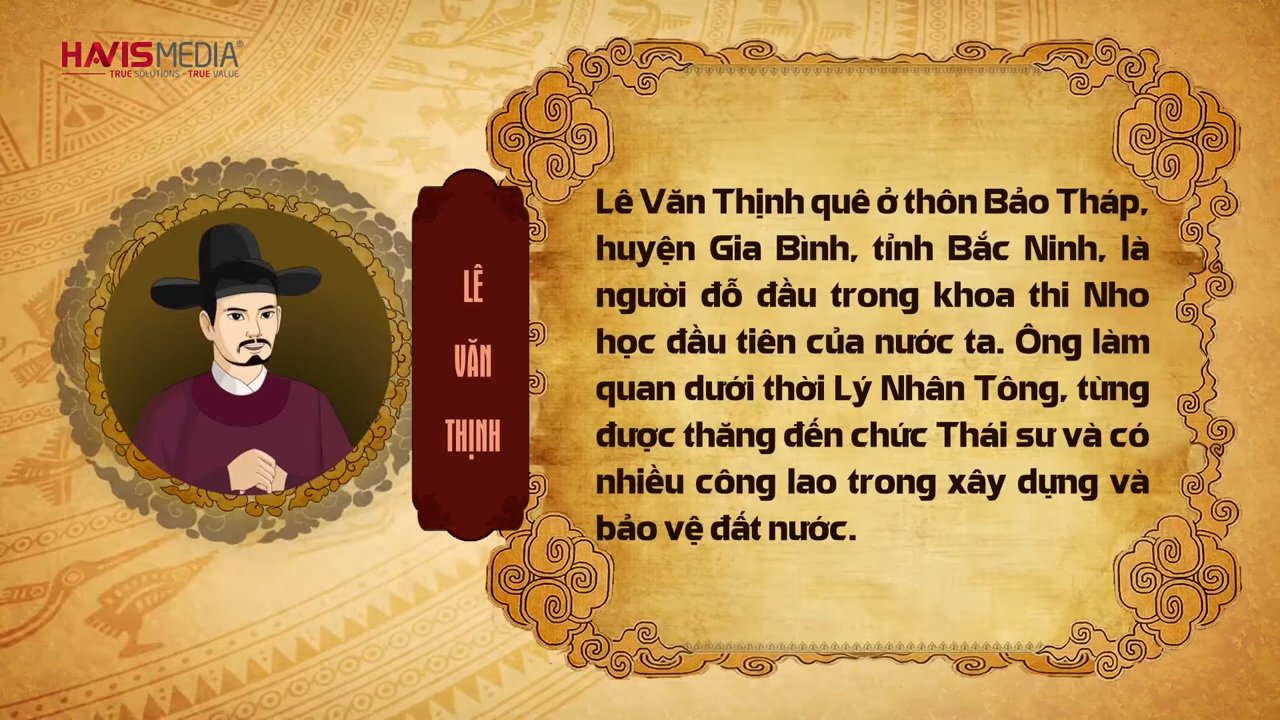 HAVISMEDIA®
TRUE SOLUTIONS - TRUE VALUE
LÊ
VĂN
THỊNH
Lê Văn Thịnh quê ở thôn Bảo Tháp,
huyện Gia Bình, tỉnh Bắc Ninh, là
người đỗ đầu trong khoa thi Nho
học đầu tiên của nước ta. Ông làm
quan dưới thời Lý Nhân Tông, từng
được thăng đến chức Thái sư và có
nhiều công lao trong xây dựng và
bảo vệ đất nước.